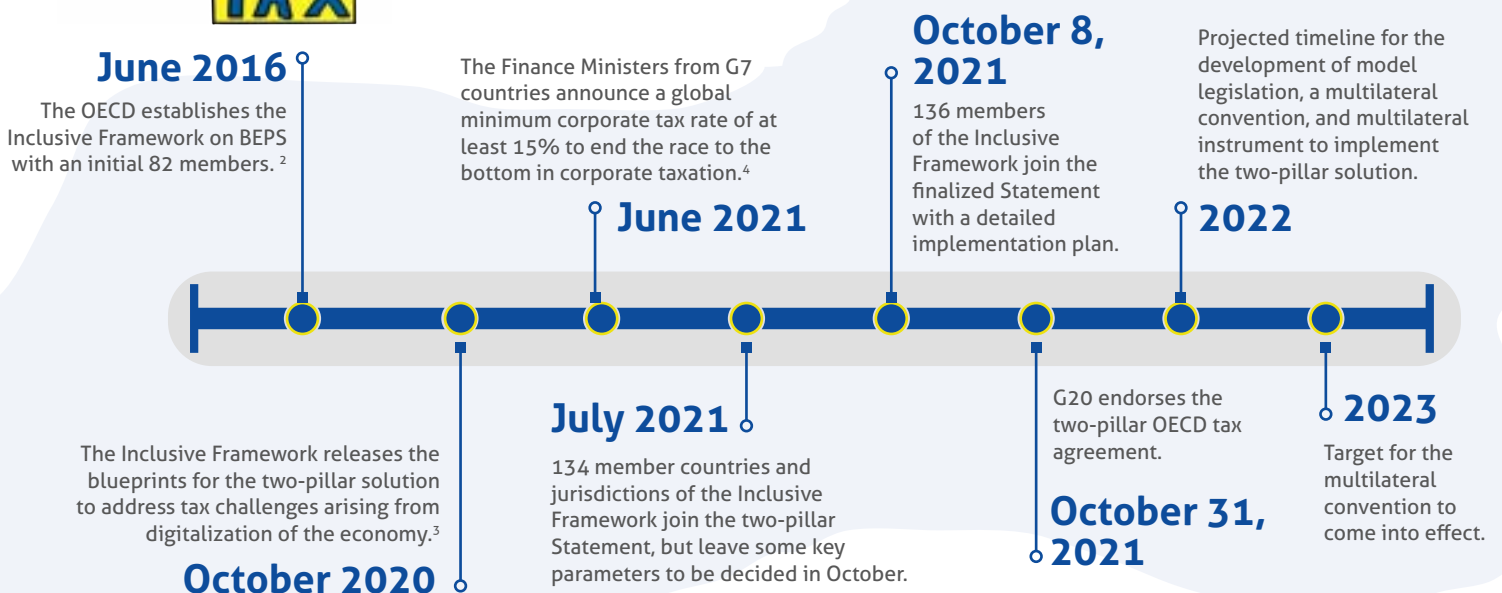 TAX
June 2016
The OECD establishes the
Inclusive Framework on BEPS
with an initial 82 members. 2
The Finance Ministers from G7
countries announce a global
minimum corporate tax rate of at
least 15% to end the race to the
bottom in corporate taxation.4
June 2021
October 8,
2021
136 members
of the Inclusive
Framework join the
finalized Statement
with a detailed
implementation plan.
Projected timeline for the
development of model
legislation, a multilateral
convention, and multilateral
instrument to implement
the two-pillar solution.
2022
The Inclusive Framework releases the
blueprints for the two-pillar solution
to address tax challenges arising from
digitalization of the economy.3
October 2020
July 2021
134 member countries and
jurisdictions of the Inclusive
Framework join the two-pillar
Statement, but leave some key
parameters to be decided in October.
G20 endorses the
two-pillar OECD tax
agreement.
October 31,
2021
2023
Target for the
multilateral
convention to
come into effect.